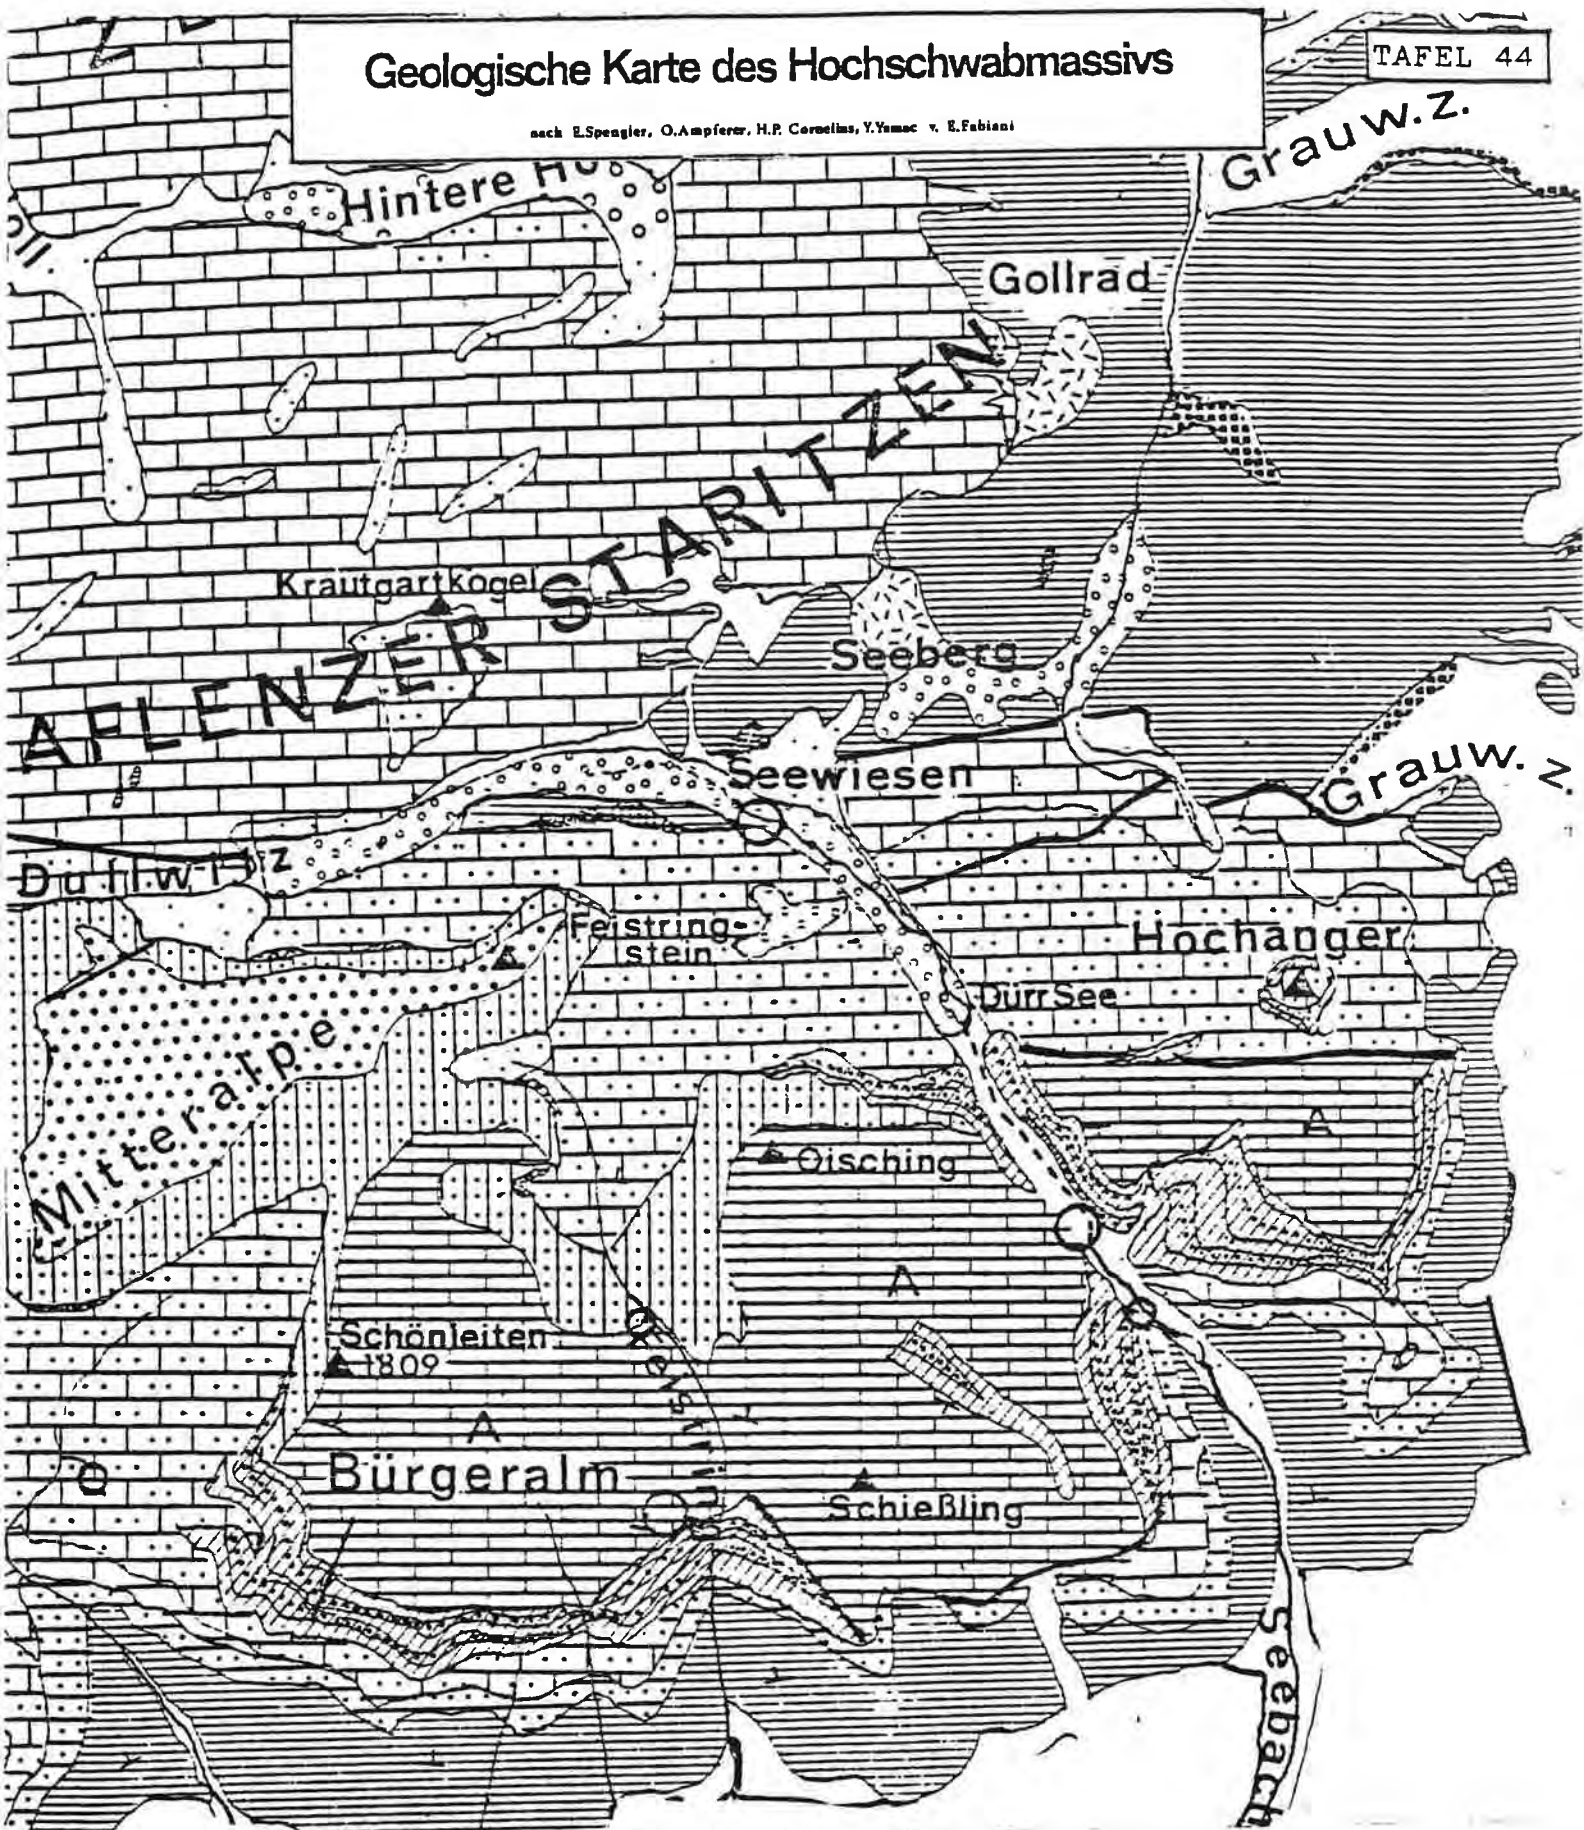 Geologische Karte des Hochschwabmassivs
TAFEL 44
nach E.Spengler, O.Ampferer, H.P. Cornelius, Y.Yamac v. E.Fabiani
Grauw.z.
Hintere
Gollrad
Krautgartkogel
AFLENZER STARITZEN
Seeberg
Seewiesen
Grauw. z.
Dullwitz
Feistring-
stein
Hochanger
Dürr See
Mitteralpe
A
Oisching
A
Schönleiten
1809
A
Bürgeralm
Schießling
Seebach